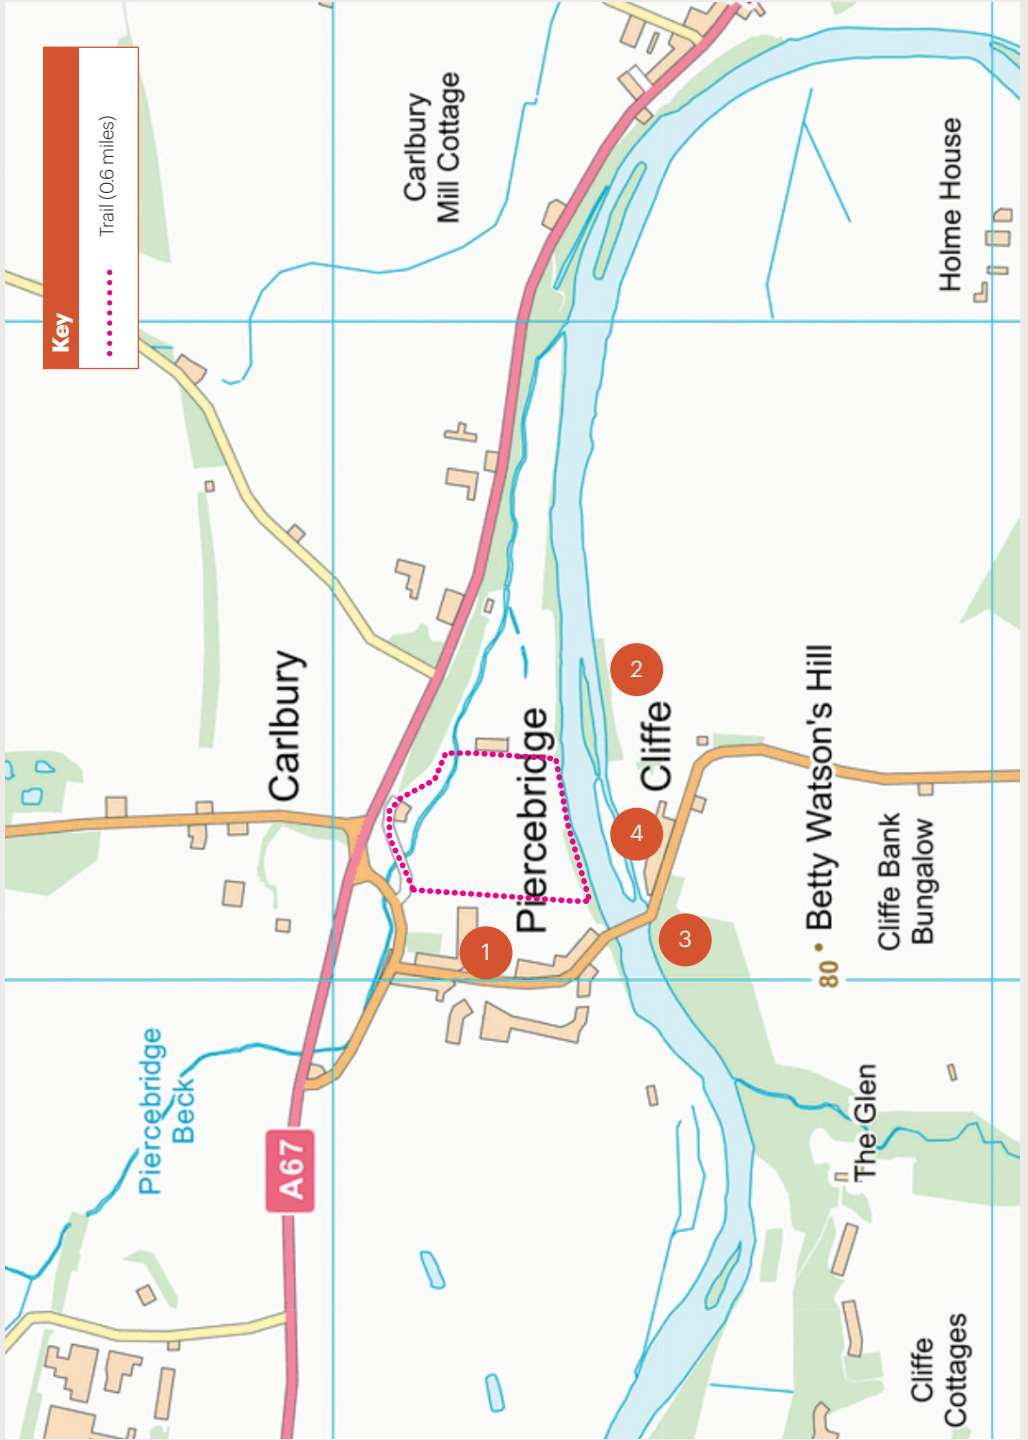 Key
Trail (0.6 miles)
Carlbury
Mill Cottage
Holme House
Carlbury
Piercebridge
Cliffe
2
4
1
3
Betty Watson's Hill
80
Cliffe Bank
Bungalow
Piercebridge
Beck
A67
The Glen
Cliffe
Cottages